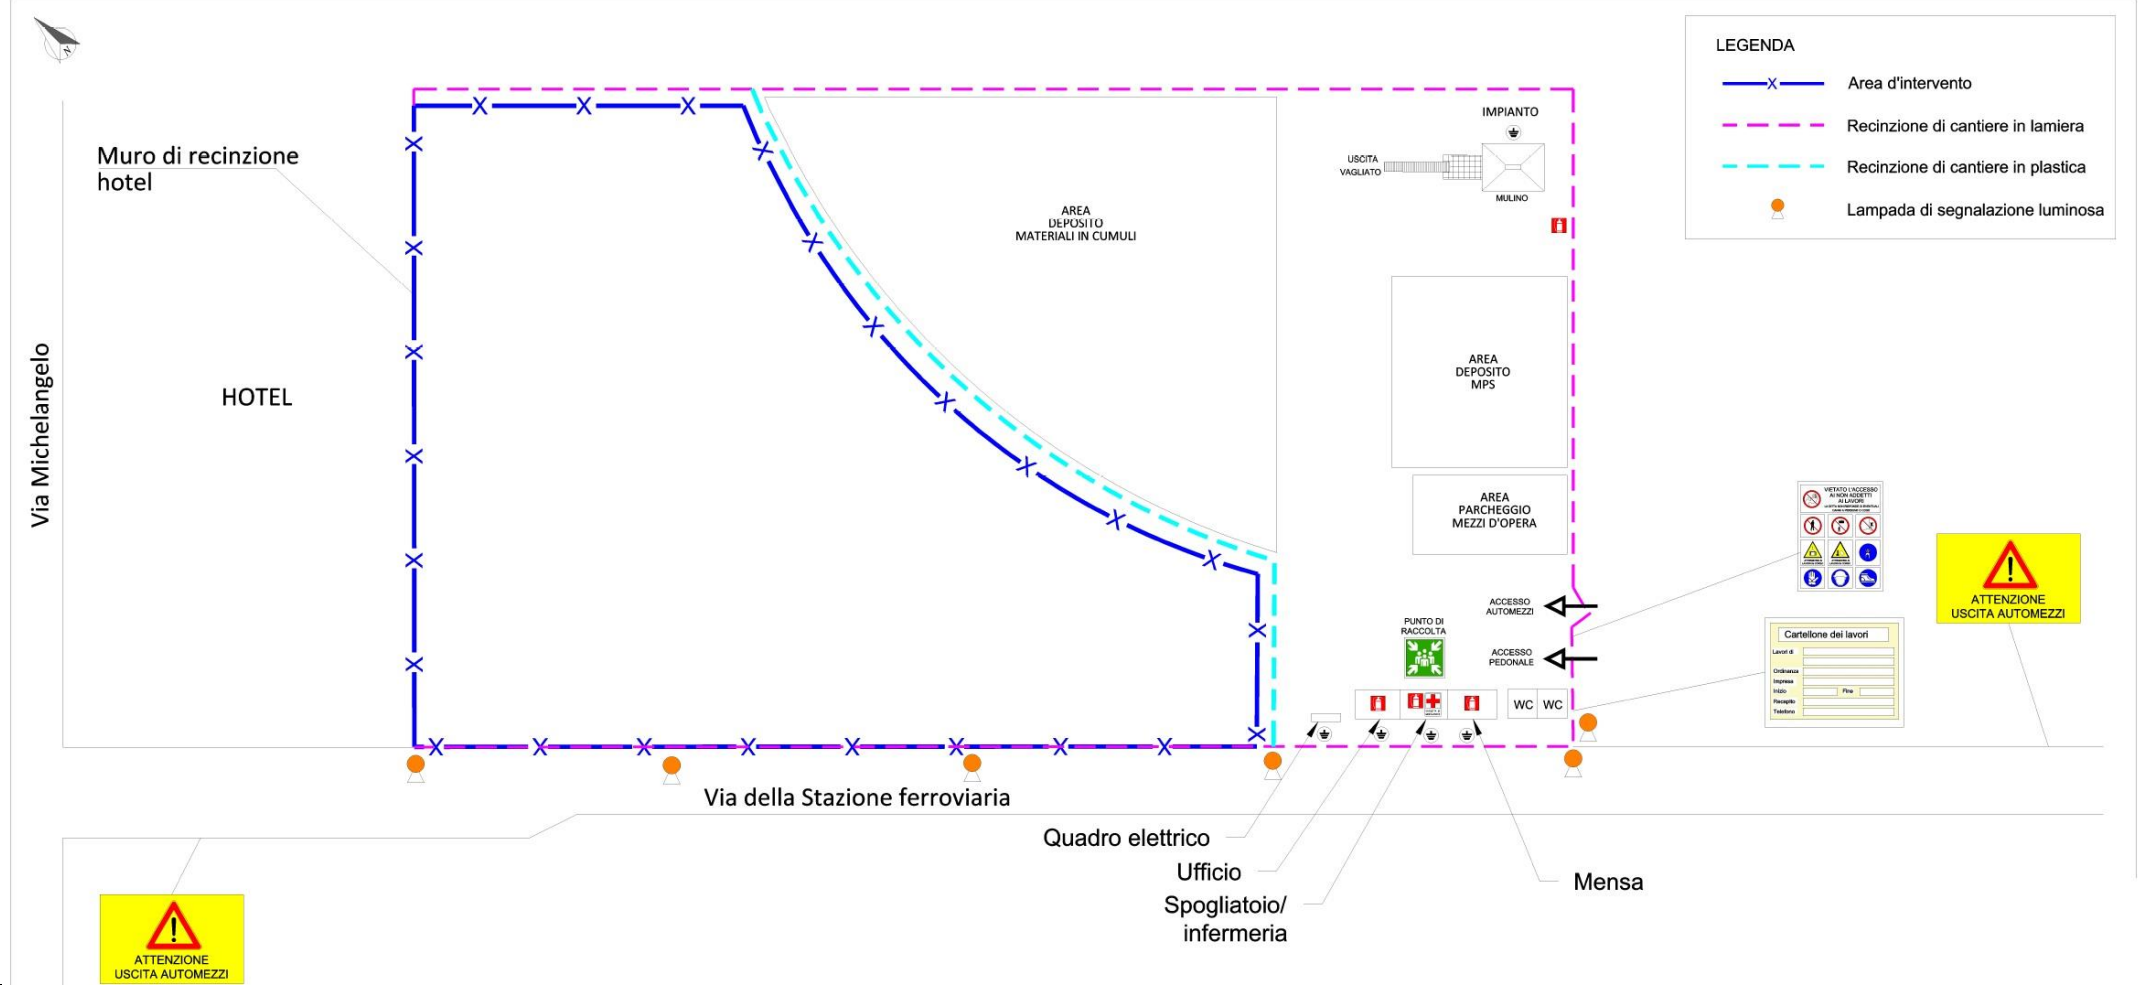 N
LEGENDA
X
Area d'intervento
Recinzione di cantiere in lamiera
Recinzione di cantiere in plastica
Lampada di segnalazione luminosa
Muro di recinzione
hotel
HOTEL
Via Michelangelo
AREA
DEPOSITO
MATERIALI IN CUMULI
IMPIANTO
USCITA
VAGLIATO
MULINO
AREA
DEPOSITO
MPS
AREA
PARCHEGGIO
MEZZI D'OPERA
ACCESSO
AUTOMEZZI
ACCESSO
PEDONALE
PUNTO DI
RACCOLTA
WC WC
VIETATO L'ACCESSO
AI NON ADDETTI
AI LAVORI
Cartellone dei lavori
Lavori di
Ordinanza
Impresa
Inizio Fine
Recapito
Telefono
ATTENZIONE
USCITA AUTOMEZZI
Via della Stazione ferroviaria
Quadro elettrico
Ufficio
Spogliatoio/
infermeria
Mensa
ATTENZIONE
USCITA AUTOMEZZI